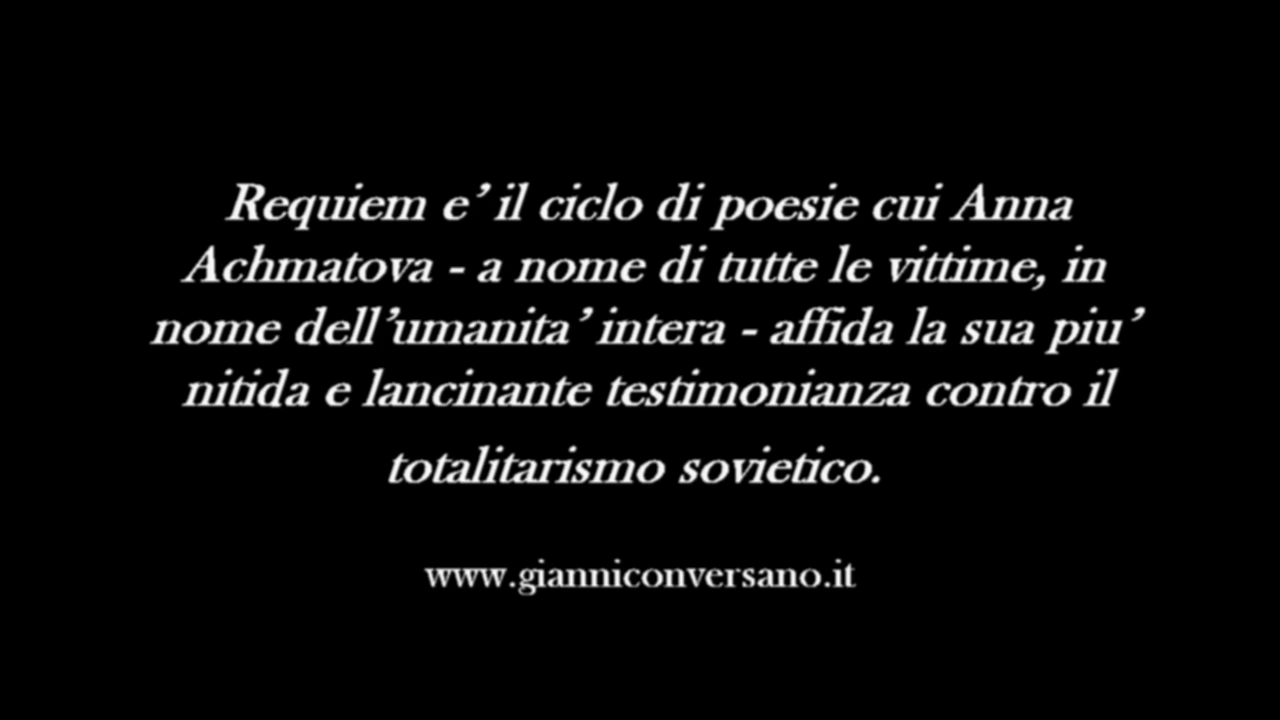 Requiem e’ il ciclo di poesie cui Anna
Achmatova - a nome di tutte le vittime, in
nome dell’umanita’ intera - affida la sua piu’
nitida e lancinante testimonianza contro il
totalitarismo sovietico.
www.gianniconversano.it